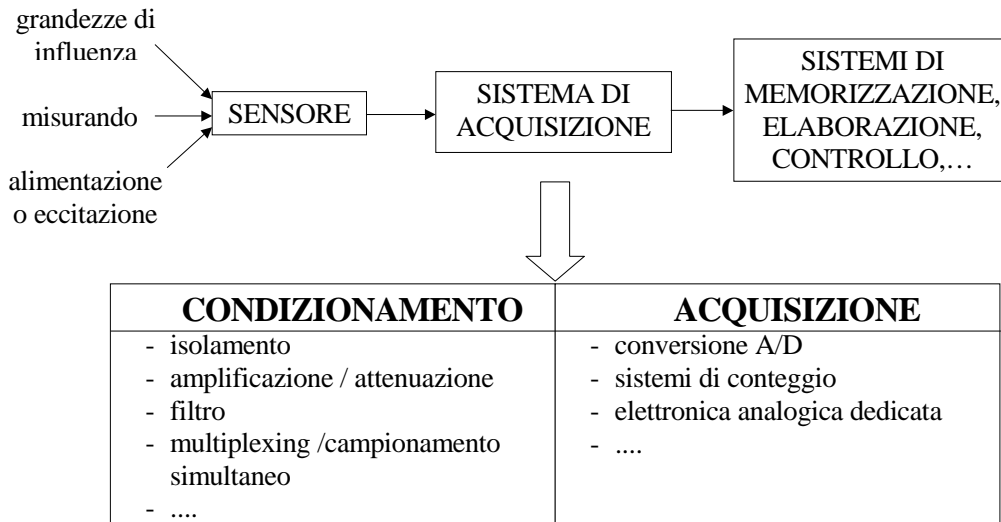 grandezze di
influenza
misurando
alimentazione
o eccitazione
SENSORE
SISTEMA DI
ACQUISIZIONE
SISTEMI DI
MEMORIZZAZIONE,
ELABORAZIONE,
CONTROLLO,…
CONDIZIONAMENTO
- isolamento
- amplificazione / attenuazione
- filtro
- multiplexing /campionamento
simultaneo
- ....
ACQUISIZIONE
- conversione A/D
- sistemi di conteggio
- elettronica analogica dedicata
- ....